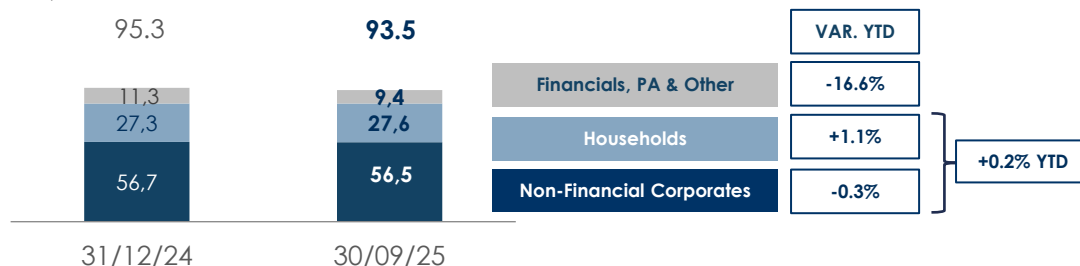 95.3
93.5
VAR. YTD
11,3
9,4
Financials, PA & Other
-16.6%
27,3
27,6
Households
+1.1%
+0.2% YTD
56,7
56,5
Non-Financial Corporates
-0.3%
31/12/24
30/09/25